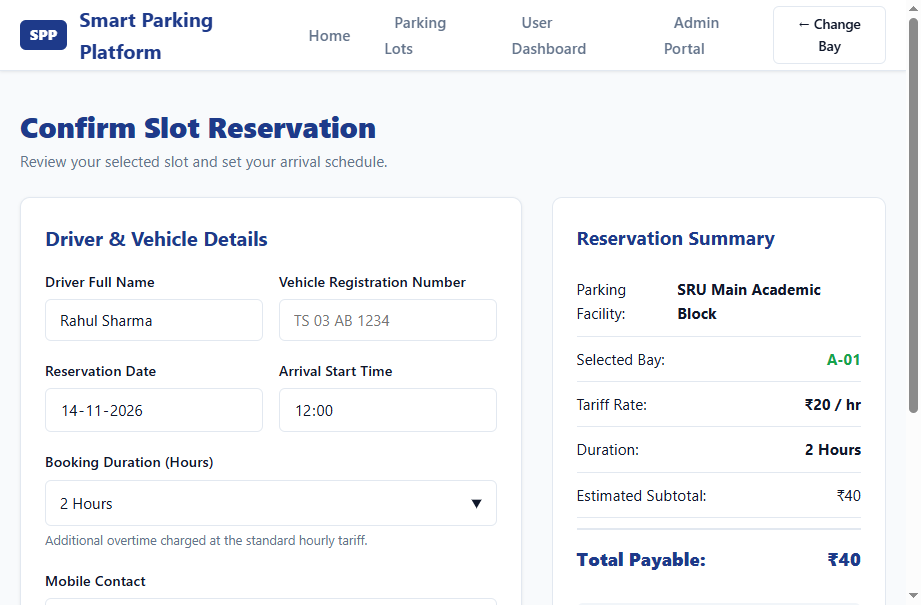 SPP
Smart Parking
Platform
Home
Parking
Lots
User
Dashboard
Admin
Portal
← Change
Bay
Confirm Slot Reservation
Review your selected slot and set your arrival schedule.
Driver & Vehicle Details
Driver Full Name
Rahul Sharma
Vehicle Registration Number
TS 03 AB 1234
Reservation Date
14-11-2026
Arrival Start Time
12:00
Booking Duration (Hours)
2 Hours
Additional overtime charged at the standard hourly tariff.
Mobile Contact
Reservation Summary
Parking
Facility:
SRU Main Academic
Block
Selected Bay: A-01
Tariff Rate: ₹20 / hr
Duration: 2 Hours
Estimated Subtotal: ₹40
Total Payable: ₹40